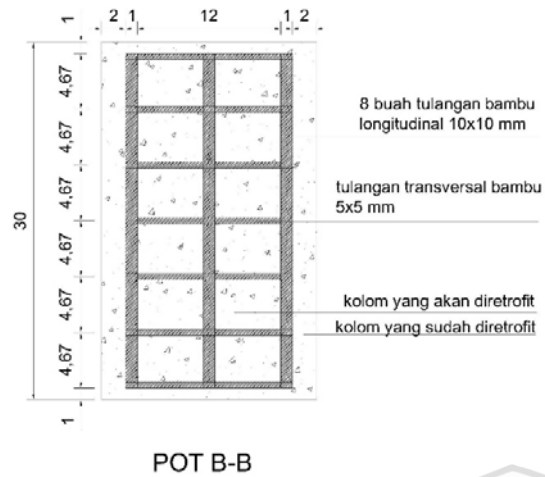 2 1 12 1 2
1
4,67
4,67
4,67
4,67
4,67
4,67
1
30
8 buah tulangan bambu
longitudinal 10x10 mm
tulangan transversal bambu
5x5 mm
kolom yang akan diretrofit
kolom yang sudah diretrofit
POT B-B